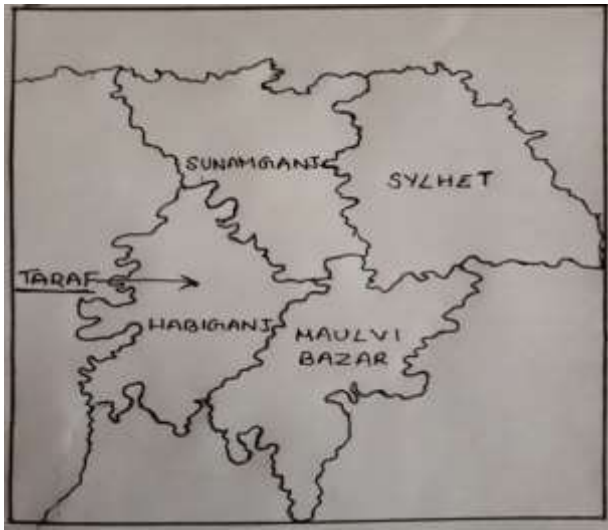 SUNAMGANJ
SYLHET
TARAF
HABIGANJ
MAULVI
BAZAR